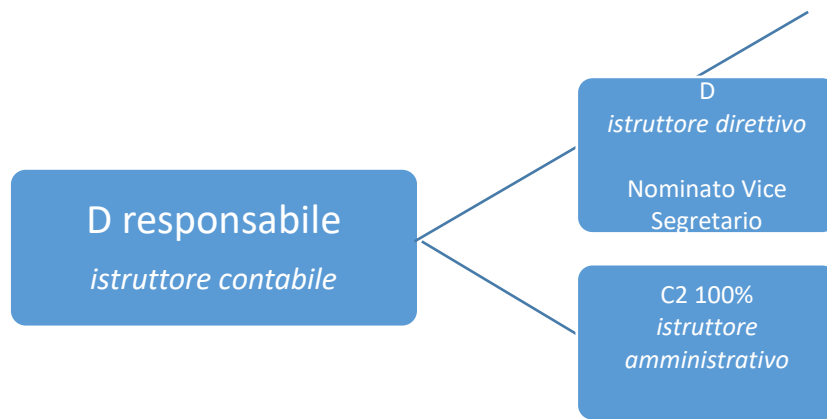 D responsabile
istruttore contabile
D
istruttore direttivo
Nominato Vice
Segretario
C2 100%
istruttore
amministrativo